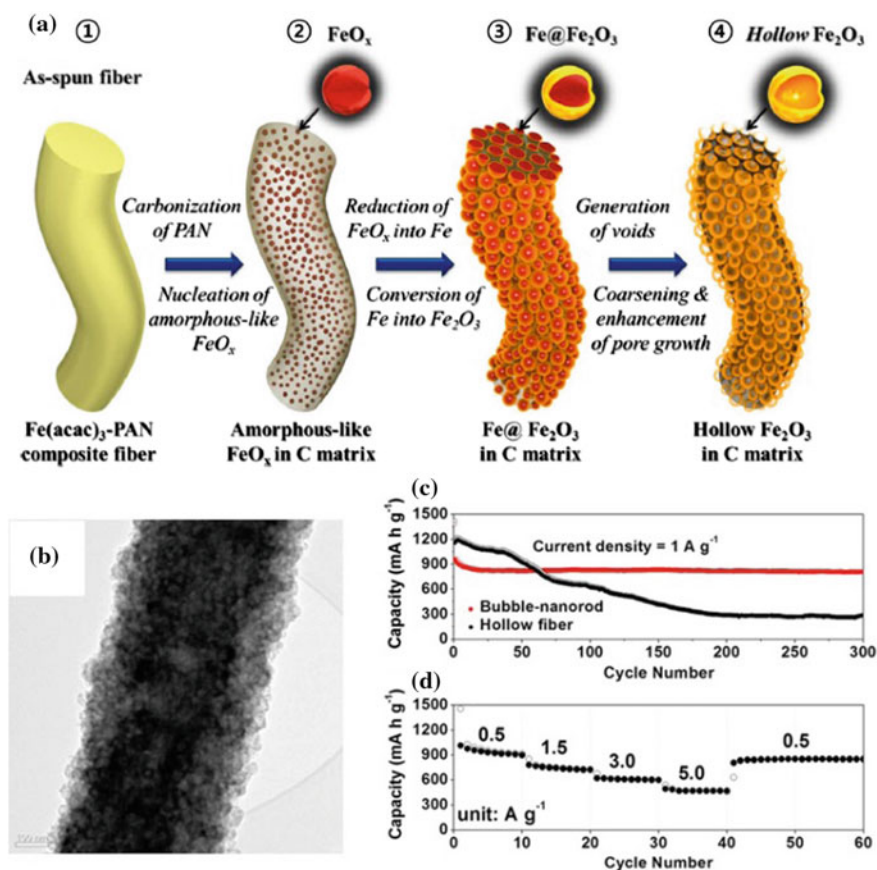 (a) ① ② FeOₓ ③ Fe@Fe₂O₃ ④ Hollow Fe₂O₃
As-spun fiber
Carbonization
of PAN
Nucleation of
amorphous-like
FeOₓ
Reduction of
FeOₓ into Fe
Conversion of
Fe into Fe₂O₃
Generation
of voids
Coarsening &
enhancement
of pore growth
Fe(acac)₃-PAN
composite fiber
Amorphous-like
FeOₓ in C matrix
Fe@ Fe₂O₃
in C matrix
Hollow Fe₂O₃
in C matrix
(b)
(c)
Capacity (mA h g⁻¹)
1500
1200
900
600
300
Current density = 1 A g⁻¹
Bubble-nanorod
Hollow fiber
0 50 100 150 200 250 300
Cycle Number
(d)
Capacity (mA h g⁻¹)
1500
1200
900
600
300
0
0.5 1.5 3.0 5.0 0.5
unit: A g⁻¹
0 10 20 30 40 50 60
Cycle Number